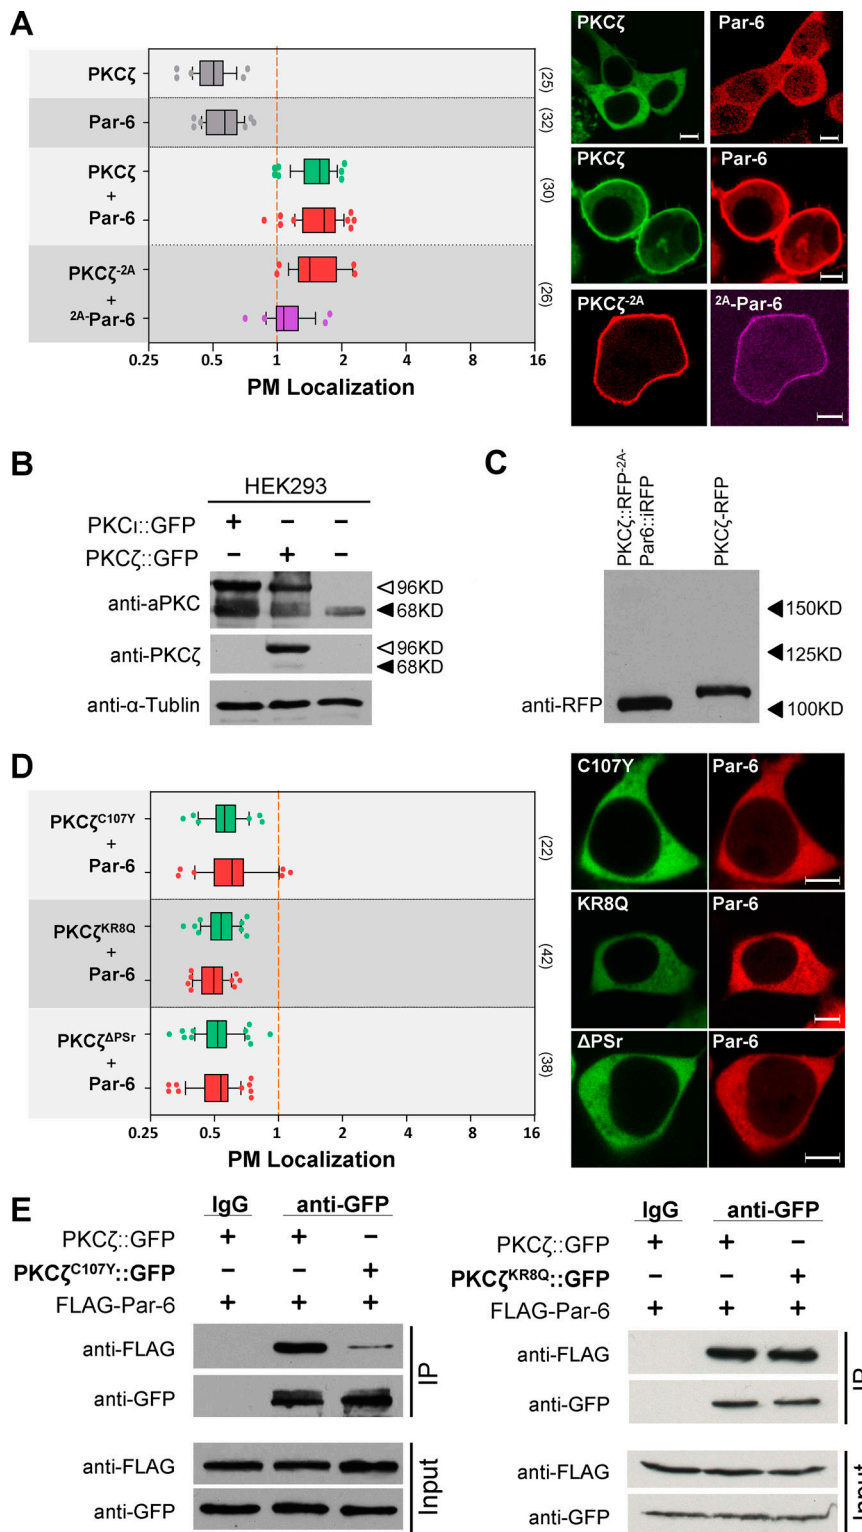 A
PKCζ
Par-6
PKCζ
+
Par-6
PKCζ-2A
+
2A-Par-6
(25)
(32)
(30)
(26)
0.25 0.5 1 2 4 8 16
PM Localization
PKCζ Par-6
PKCζ Par-6
PKCζ-2A 2A-Par-6
B
HEK293
PKCι::GFP + – –
PKCζ::GFP – + –
anti-aPKC
96KD
68KD
anti-PKCζ
96KD
68KD
anti-α-Tublin
C
PKCζ::RFP-2A-
Par6::iRFP
PKCζ-RFP
150KD
125KD
anti-RFP
100KD
D
PKCζC107Y
+
Par-6
PKCζKR8Q
+
Par-6
PKCζΔPSr
+
Par-6
(22)
(42)
(38)
0.25 0.5 1 2 4 8 16
PM Localization
C107Y Par-6
KR8Q Par-6
ΔPSr Par-6
E
IgG anti-GFP
PKCζ::GFP + + –
PKCζC107Y::GFP – – +
FLAG-Par-6 + + +
anti-FLAG
anti-GFP
IP
anti-FLAG
anti-GFP
Input
IgG anti-GFP
PKCζ::GFP + + –
PKCζKR8Q::GFP – – +
FLAG-Par-6 + + +
anti-FLAG
anti-GFP
IP
anti-FLAG
anti-GFP
Input